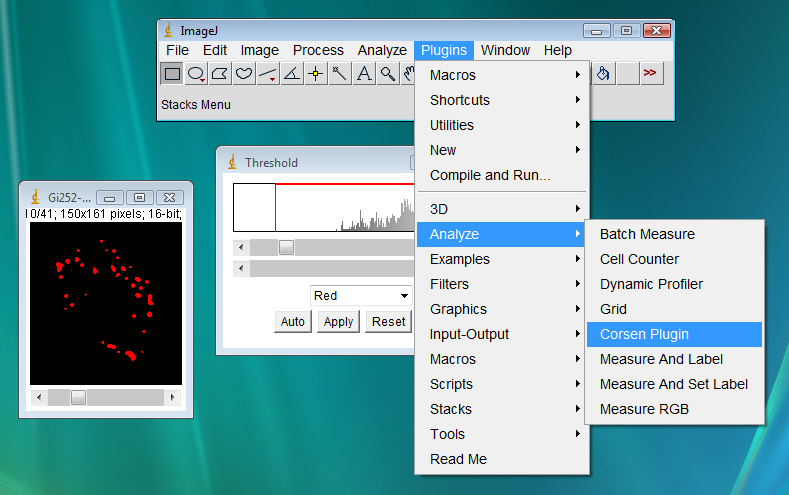 ImageJ
File Edit Image Process Analyze Plugins Window Help
A >>
Stacks Menu
Macros
Shortcuts
Utilities
New
Compile and Run...
3D
Analyze
Examples
Filters
Graphics
Input-Output
Macros
Scripts
Stacks
Tools
Read Me
Batch Measure
Cell Counter
Dynamic Profiler
Grid
Corsen Plugin
Measure And Label
Measure And Set Label
Measure RGB
Threshold
Red
Auto Apply Reset
Gi252-...
0/41; 150x161 pixels; 16-bit;